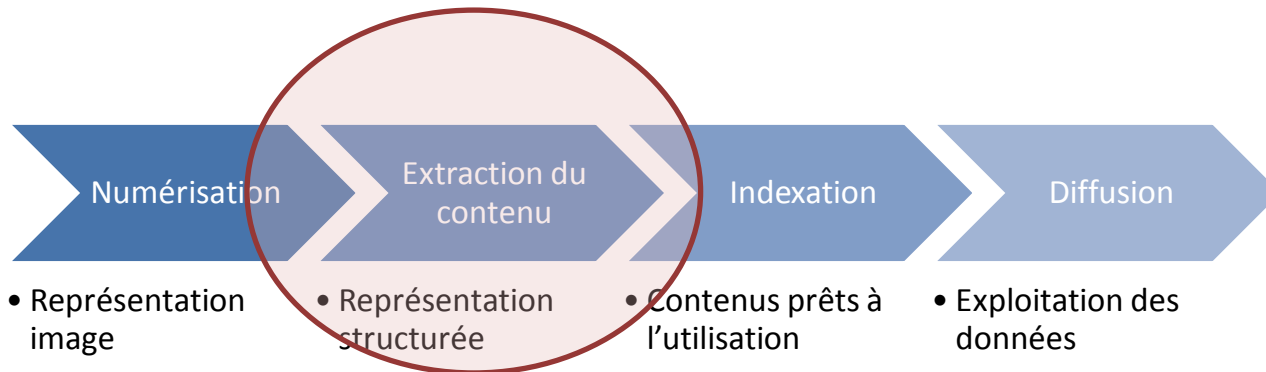 Numérisation
Extraction du
contenu
Indexation
Diffusion
• Représentation
image
• Représentation
structurée
• Contenus prêts à
l’utilisation
• Exploitation des
données